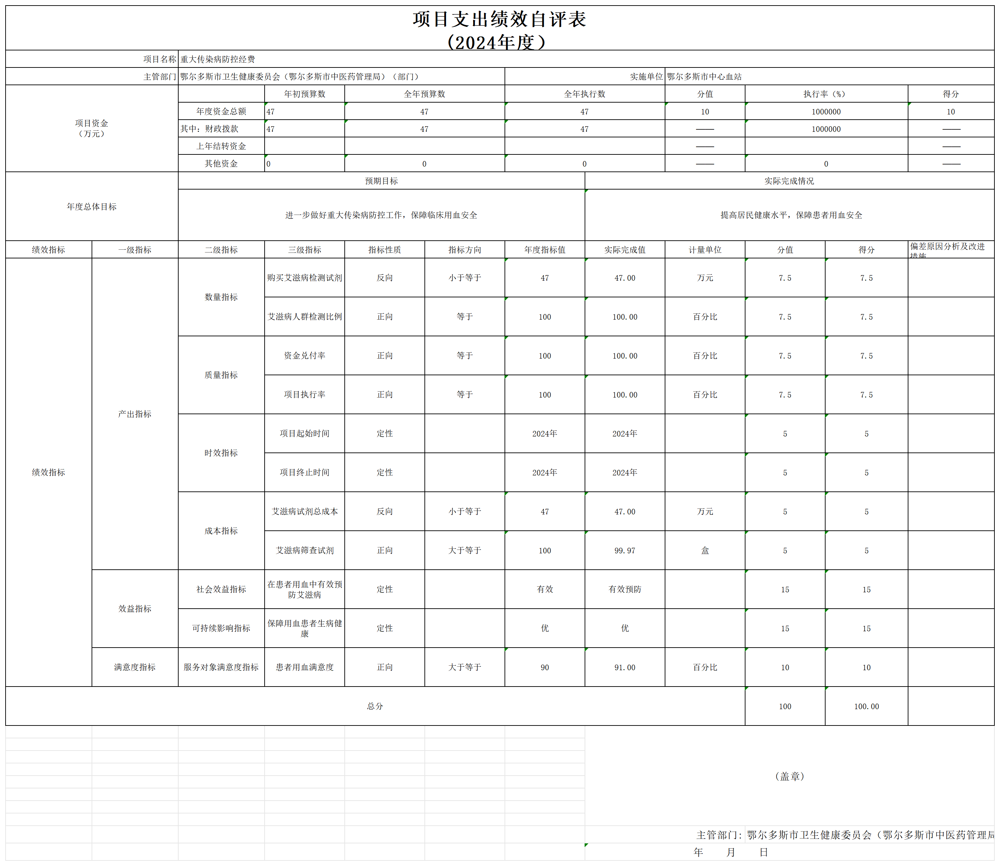 项目支出绩效自评表
(2024年度)
项目名称 重大传染病防控经费
主管部门 鄂尔多斯市卫生健康委员会（鄂尔多斯市中医药管理局）（部门） 实施单位 鄂尔多斯市中心血站
项目资金
（万元）
年初预算数 全年预算数 全年执行数 分值 执行率（%） 得分
年度资金总额 47 47 47 10 1000000 10
其中：财政拨款 47 47 47 —— 1000000 ——
上年结转资金 —— ——
其他资金 0 0 0 —— 0 ——
年度总体目标
预期目标 实际完成情况
进一步做好重大传染病防控工作，保障临床用血安全 提高居民健康水平，保障患者用血安全
绩效指标 一级指标 二级指标 三级指标 指标性质 指标方向 年度指标值 实际完成值 计量单位 分值 得分 偏差原因分析及改进
措施
绩效指标
产出指标
数量指标
购买艾滋病检测试剂 反向 小于等于 47 47.00 万元 7.5 7.5
艾滋病人群检测比例 正向 等于 100 100.00 百分比 7.5 7.5
质量指标
资金兑付率 正向 等于 100 100.00 百分比 7.5 7.5
项目执行率 正向 等于 100 100.00 百分比 7.5 7.5
时效指标
项目起始时间 定性 2024年 2024年 5 5
项目终止时间 定性 2024年 2024年 5 5
成本指标
艾滋病试剂总成本 反向 小于等于 47 47.00 万元 5 5
艾滋病筛查试剂 正向 大于等于 100 99.97 盒 5 5
效益指标
社会效益指标 在患者用血中有效预
防艾滋病 定性 有效 有效预防 15 15
可持续影响指标 保障用血患者生病健
康 定性 优 优 15 15
满意度指标 服务对象满意度指标 患者用血满意度 正向 大于等于 90 91.00 百分比 10 10
总分 100 100.00
（盖章）
主管部门: 鄂尔多斯市卫生健康委员会（鄂尔多斯市中医药管理局
年 月 日